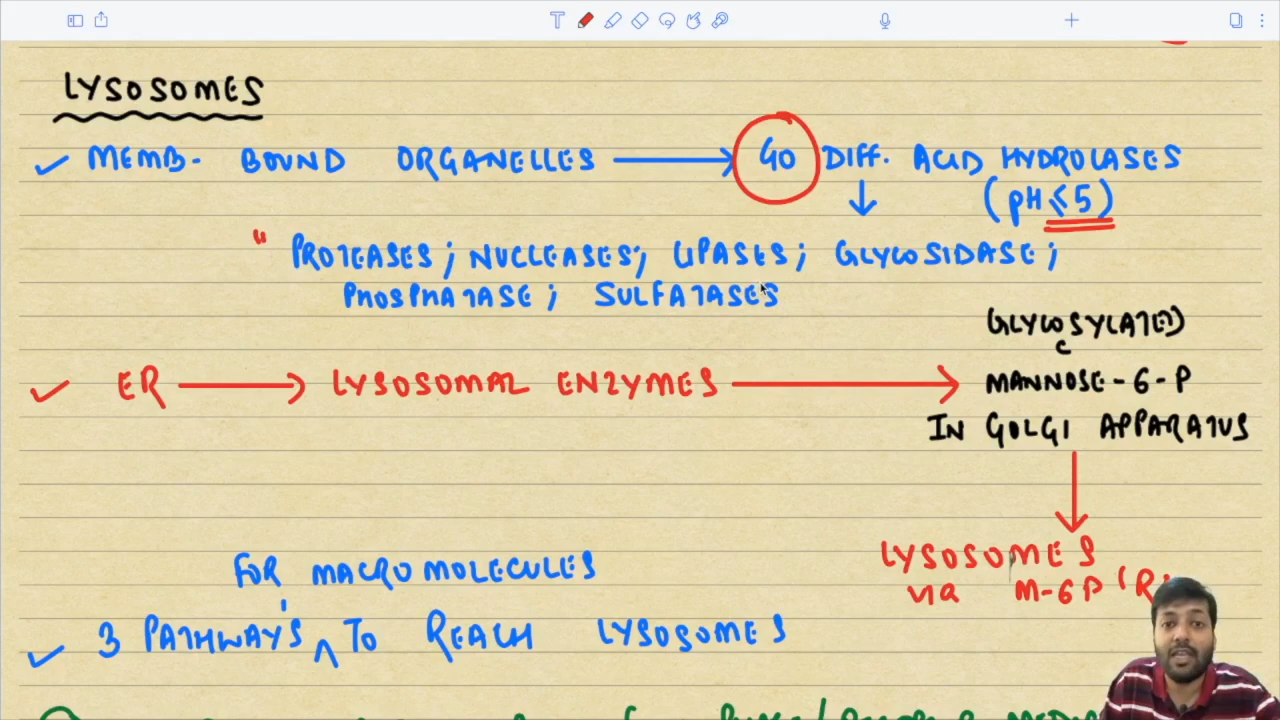 LYSOSOMES
MEMB- BOUND ORGANELLES → 40 DIFF. ACID HYDROLASES
(pH ≤5)
" PROTEASES; NUCLEASES; LIPASES; GLYCOSIDASE;
PHOSPHATASE; SULFATASES
GLYCOSYLATED
ER → LYSOSOMAL ENZYMES → MANNOSE-6-P
IN GOLGI APPARATUS
LYSOSOMES
via M-6P 'R'
FOR MACROMOLECULES
3 PATHWAYS TO REACH LYSOSOMES